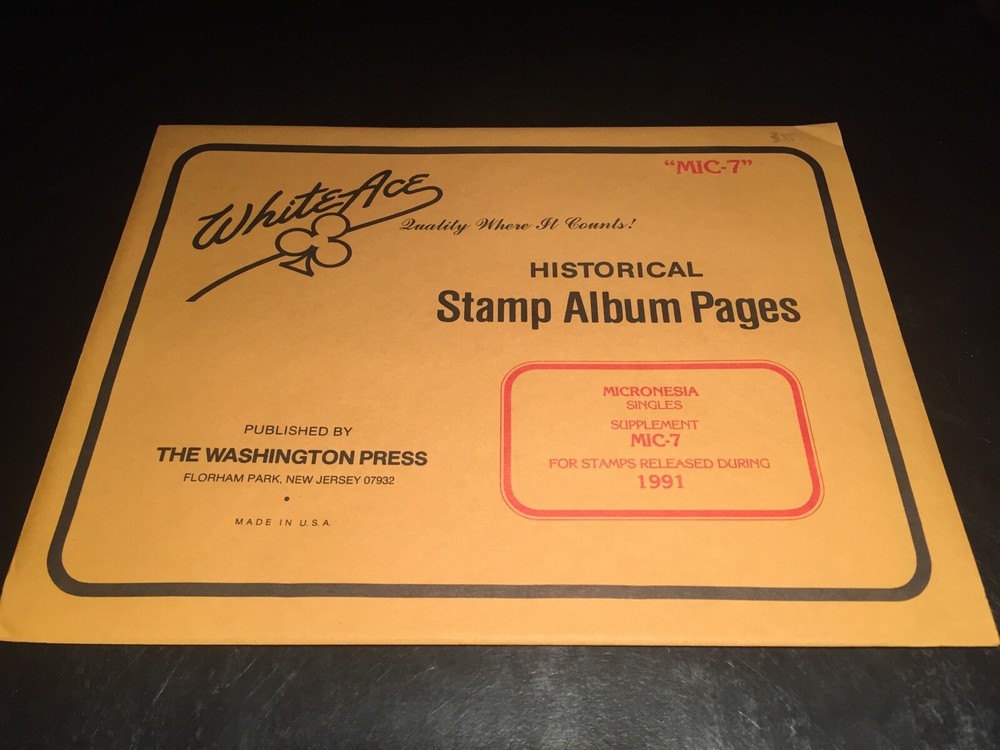 "MIC-7"
White Ace
Quality Where It Counts!
HISTORICAL
Stamp Album Pages
MICRONESIA
SINGLES
SUPPLEMENT
MIC-7
FOR STAMPS RELEASED DURING
1991
PUBLISHED BY
THE WASHINGTON PRESS
FLORHAM PARK, NEW JERSEY 07932
•
MADE IN U.S.A.